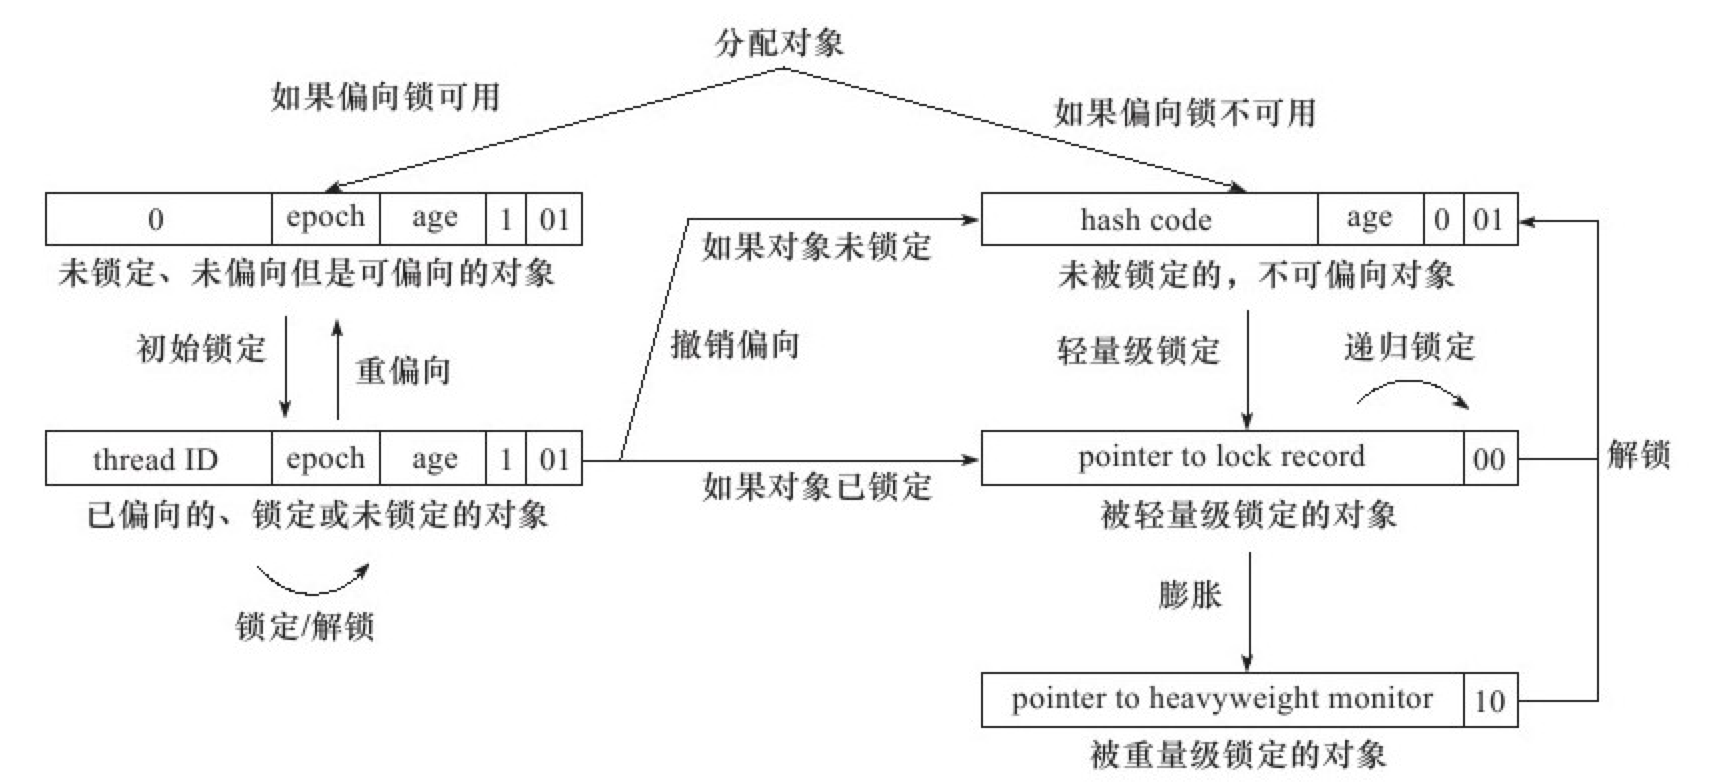 分配对象
如果偏向锁可用
如果偏向锁不可用
0 epoch age 1 01
hash code age 0 01
未锁定、未偏向但是可偏向的对象
如果对象未锁定
未被锁定的，不可偏向对象
初始锁定
重偏向
撤销偏向
轻量级锁定
递归锁定
thread ID epoch age 1 01
pointer to lock record 00
解锁
已偏向的、锁定或未锁定的对象
如果对象已锁定
被轻量级锁定的对象
锁定/解锁
膨胀
pointer to heavyweight monitor 10
被重量级锁定的对象